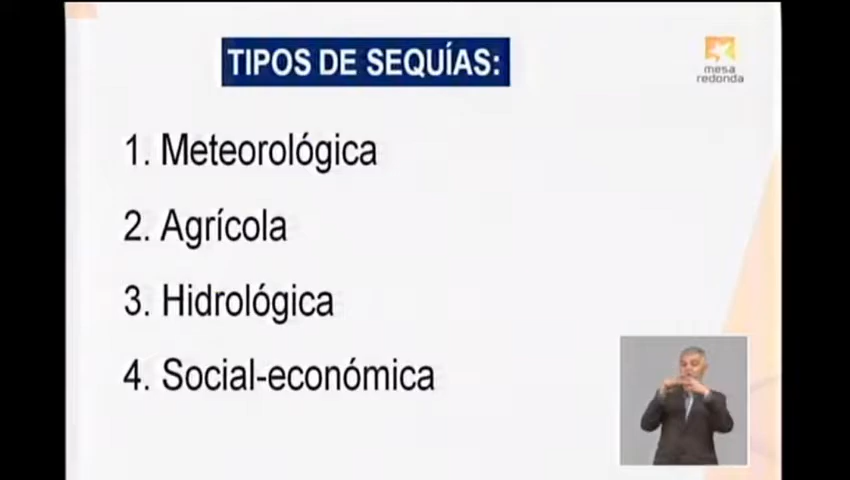 TIPOS DE SEQUÍAS:
mesa
redonda
1. Meteorológica
2. Agrícola
3. Hidrológica
4. Social-económica